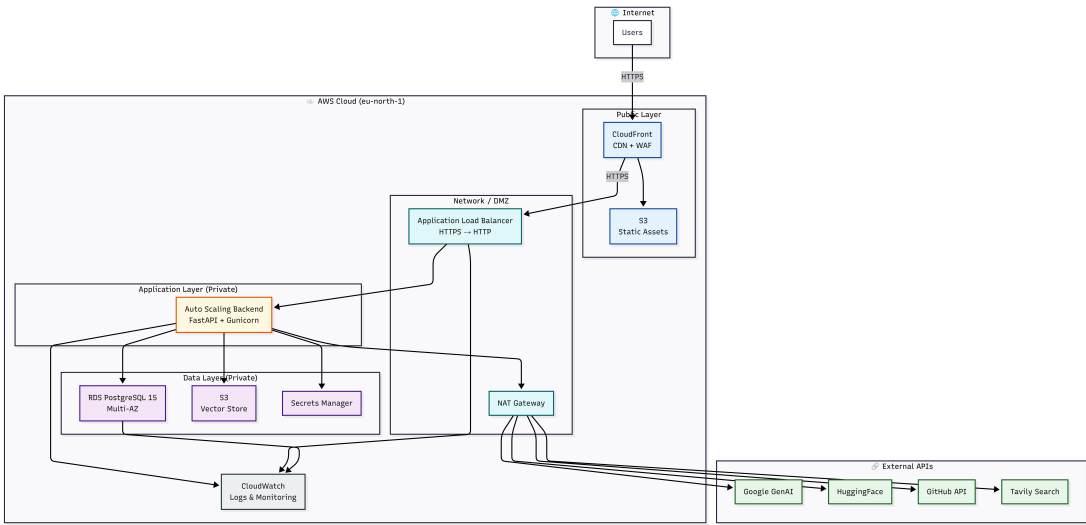 🌐 Internet
Users
HTTPS
☁️ AWS Cloud (eu-north-1)
Public Layer
CloudFront
CDN + WAF
HTTPS
S3
Static Assets
Network / DMZ
Application Load Balancer
HTTPS → HTTP
Application Layer (Private)
Auto Scaling Backend
FastAPI + Gunicorn
Data Layer (Private)
RDS PostgreSQL 15
Multi-AZ
S3
Vector Store
Secrets Manager
NAT Gateway
CloudWatch
Logs & Monitoring
🔗 External APIs
Google GenAI
HuggingFace
GitHub API
Tavily Search